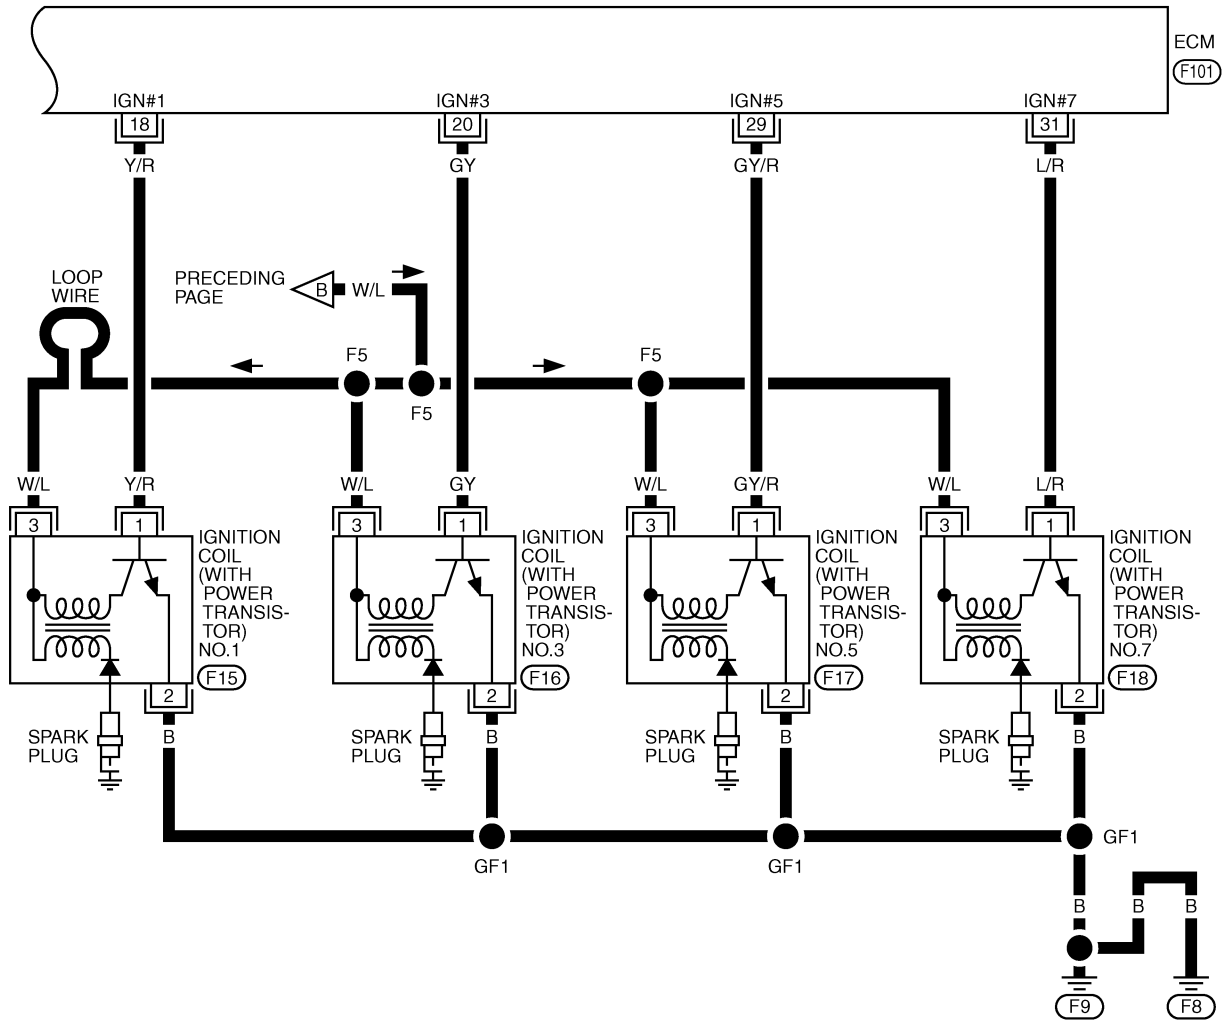 ECM
F101
IGN#1 IGN#3 IGN#5 IGN#7
18 20 29 31
Y/R GY GY/R L/R
LOOP
WIRE
PRECEDING
PAGE
B W/L
F5 F5
F5
W/L Y/R W/L GY W/L GY/R W/L L/R
3 1 3 1 3 1 3 1
IGNITION
COIL
(WITH
POWER
TRANSIS-
TOR)
NO.1
F15
IGNITION
COIL
(WITH
POWER
TRANSIS-
TOR)
NO.3
F16
IGNITION
COIL
(WITH
POWER
TRANSIS-
TOR)
NO.5
F17
IGNITION
COIL
(WITH
POWER
TRANSIS-
TOR)
NO.7
F18
2 2 2 2
SPARK
PLUG
B
SPARK
PLUG
B
SPARK
PLUG
B
SPARK
PLUG
B
GF1 GF1 GF1
B B B
F9 F8